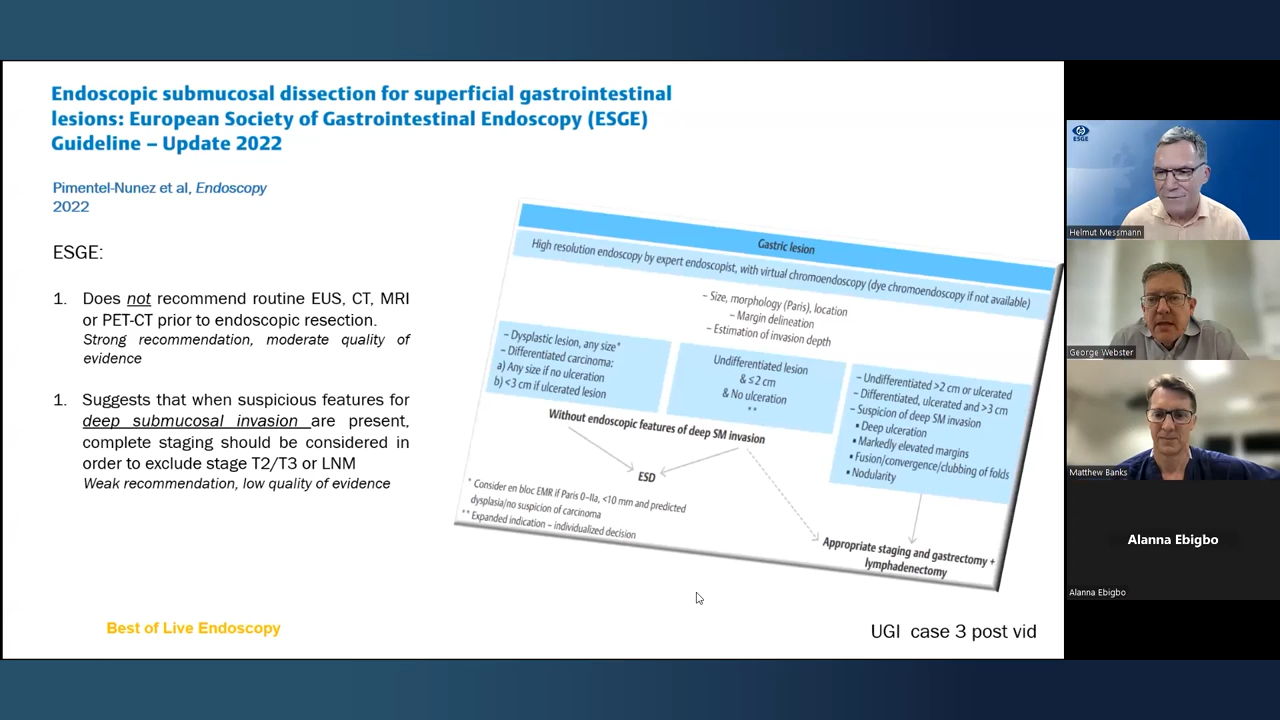 Endoscopic submucosal dissection for superficial gastrointestinal
lesions: European Society of Gastrointestinal Endoscopy (ESGE)
Guideline – Update 2022
Pimentel-Nunez et al, Endoscopy
2022
ESGE:
1. Does not recommend routine EUS, CT, MRI
or PET-CT prior to endoscopic resection.
Strong recommendation, moderate quality of
evidence
1. Suggests that when suspicious features for
deep submucosal invasion are present,
complete staging should be considered in
order to exclude stage T2/T3 or LNM
Weak recommendation, low quality of evidence
Gastric lesion
High resolution endoscopy by expert endoscopist, with virtual chromoendoscopy (dye chromoendoscopy if not available)
– Size, morphology (Paris), location
– Margin delineation
– Estimation of invasion depth
– Dysplastic lesion, any size*
– Differentiated carcinoma:
a) Any size if no ulceration
b) <3 cm if ulcerated lesion
Undifferentiated lesion
& ≤2 cm
& No ulceration
**
– Undifferentiated >2 cm or ulcerated
– Differentiated, ulcerated and >3 cm
– Suspicion of deep SM invasion
▪ Deep ulceration
▪ Markedly elevated margins
▪ Fusion/convergence/clubbing of folds
▪ Nodularity
Without endoscopic features of deep SM invasion
ESD
* Consider en bloc EMR if Paris 0–IIa, <10 mm and predicted
dysplasia/no suspicion of carcinoma
** Expanded indication – individualized decision
Appropriate staging and gastrectomy +
lymphadenectomy
Best of Live Endoscopy
UGI case 3 post vid
ESGE
Helmut Messmann
George Webster
Matthew Banks
Alanna Ebigbo
Alanna Ebigbo